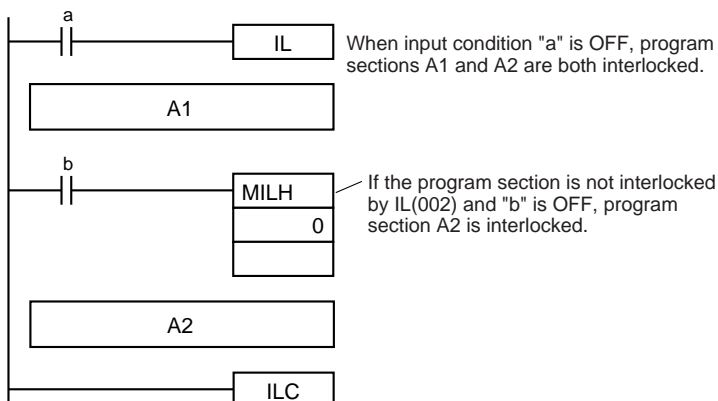 a
IL
When input condition "a" is OFF, program
sections A1 and A2 are both interlocked.
A1
b
MILH
0
If the program section is not interlocked
by IL(002) and "b" is OFF, program
section A2 is interlocked.
A2
ILC